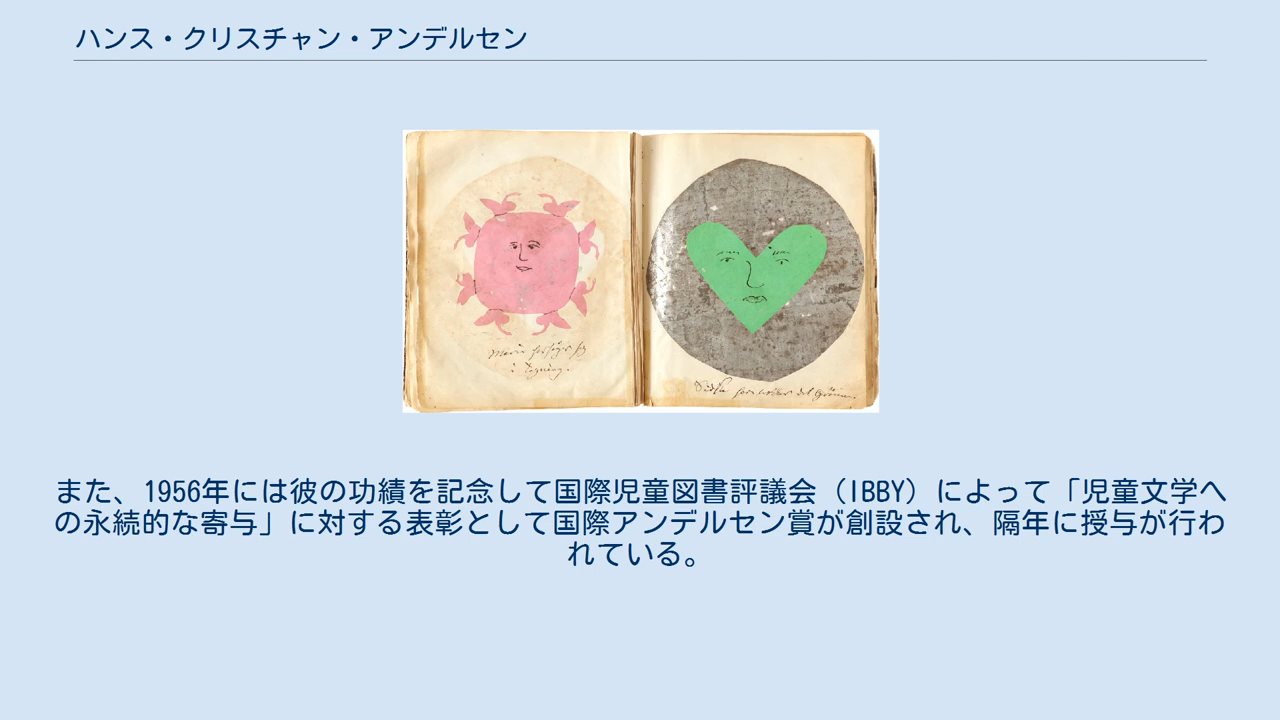 ハンス・クリスチャン・アンデルセン
また、1956年には彼の功績を記念して国際児童図書評議会（IBBY）によって「児童文学へ
の永続的な寄与」に対する表彰として国際アンデルセン賞が創設され、隔年に授与が行わ
れている。